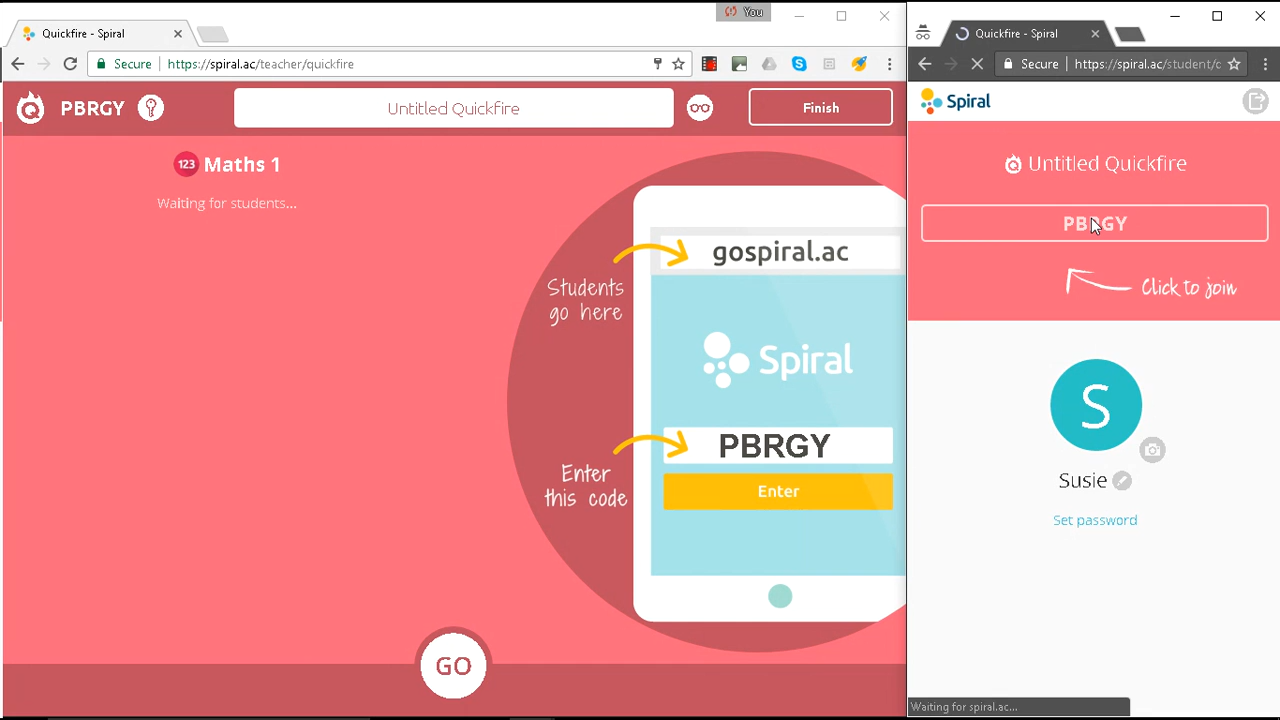 You
Quickfire - Spiral
Secure
https://spiral.ac/teacher/quickfire
Q
PBRGY
Untitled Quickfire
Finish
123 Maths 1
Waiting for students...
gospiral.ac
Students
go here
Spiral
PBRGY
Enter
this code
Enter
GO
Quickfire - Spiral
Secure
https://spiral.ac/student/c
Spiral
Untitled Quickfire
PBRGY
Click to join
S
Susie
Set password
Waiting for spiral.ac...